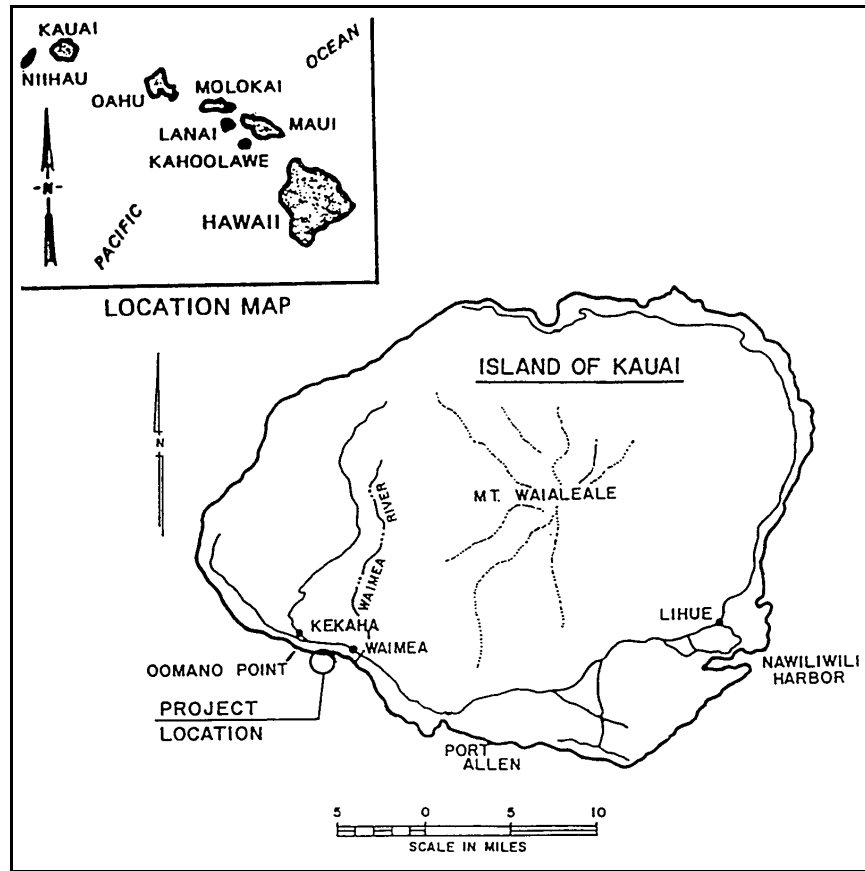 KAUAI
NIIHAU
OAHU
MOLOKAI
LANAI
MAUI
KAHOOLAWE
HAWAII
PACIFIC
OCEAN
N
LOCATION MAP
N
ISLAND OF KAUAI
MT. WAIALEALE
WAIMEA RIVER
KEKAHA
WAIMEA
OOMANO POINT
PROJECT
LOCATION
LIHUE
NAWILIWILI
HARBOR
PORT
ALLEN
5 0 5 10
SCALE IN MILES